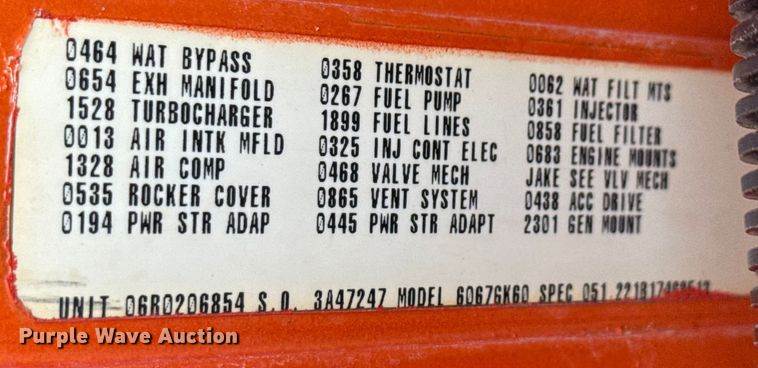 0464 WAT BYPASS
0654 EXH MANIFOLD
1528 TURBOCHARGER
0013 AIR INTK MFLD
1328 AIR COMP
0535 ROCKER COVER
0194 PWR STR ADAP
0358 THERMOSTAT
0267 FUEL PUMP
1899 FUEL LINES
0325 INJ CONT ELEC
0468 VALVE MECH
0865 VENT SYSTEM
0445 PWR STR ADAPT
0062 WAT FILT MTS
0361 INJECTOR
0858 FUEL FILTER
0683 ENGINE MOUNTS
JAKE SEE VLV MECH
0438 ACC DRIVE
2301 GEN MOUNT
UNIT 06R0206854 S.O. 3A47247 MODEL 6067GK60 SPEC 051
Purple Wave Auction